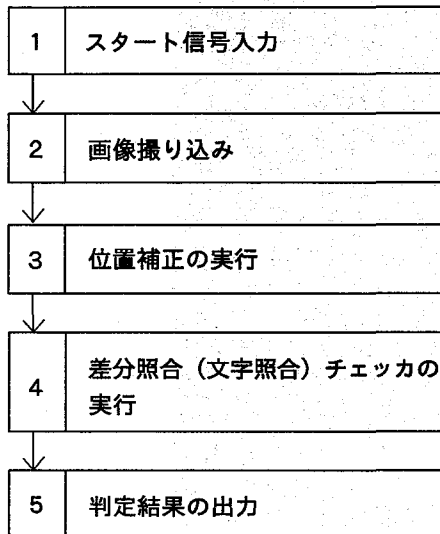 1 スタート信号入力
2 画像撮り込み
3 位置補正の実行
4 差分照合（文字照合）チェッカの
実行
5 判定結果の出力